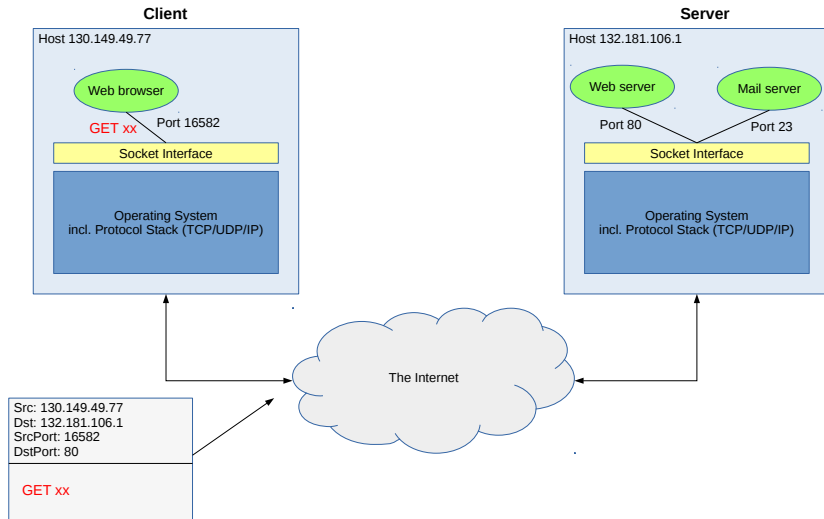 Client
Server
Host 130.149.49.77
Host 132.181.106.1
Web browser
Web server
Mail server
GET xx
Port 16582
Port 80
Port 23
Socket Interface
Socket Interface
Operating System
incl. Protocol Stack (TCP/UDP/IP)
Operating System
incl. Protocol Stack (TCP/UDP/IP)
The Internet
Src: 130.149.49.77
Dst: 132.181.106.1
SrcPort: 16582
DstPort: 80
GET xx